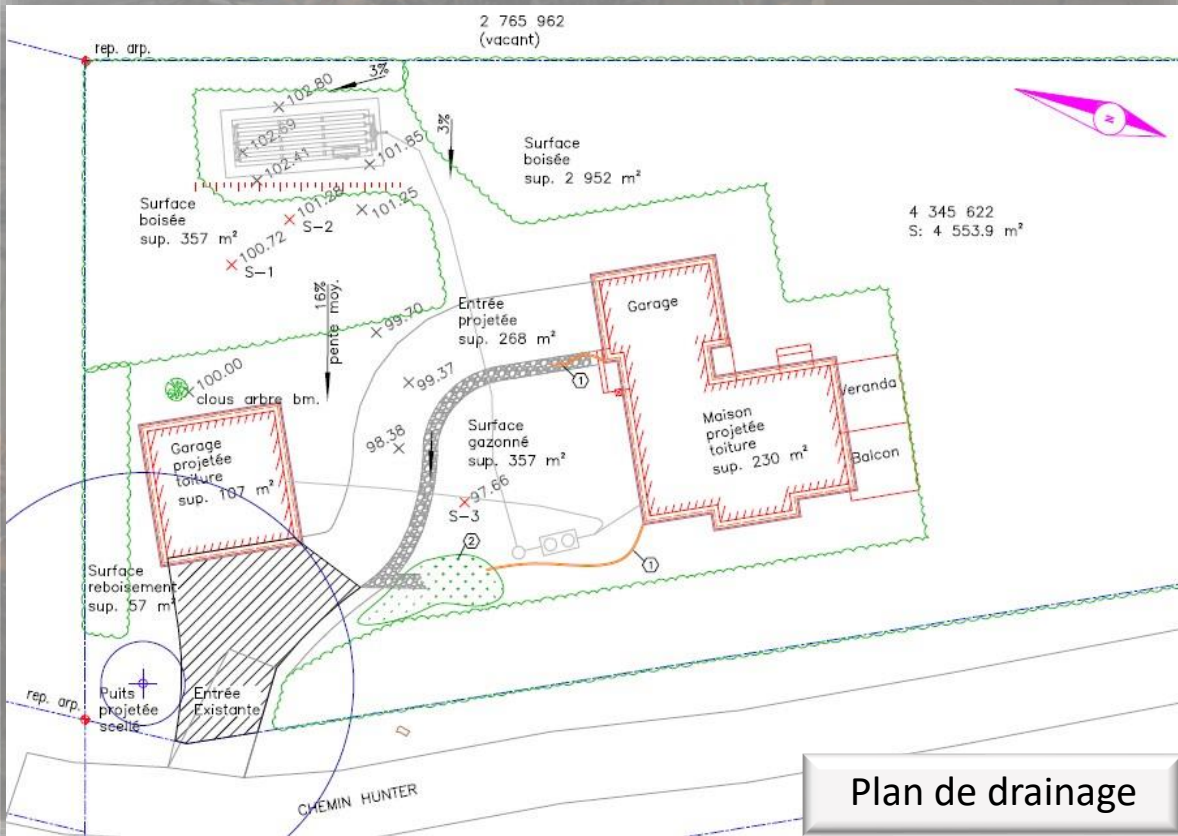 2 765 962
(vacant)
rep. arp.
3%
102.80
102.69
102.41
101.85
3%
Surface
boisée
sup. 2 952 m²
Surface
boisée
sup. 357 m²
101.28
S-2
101.25
100.72
S-1
4 345 622
S: 4 553.9 m²
16%
pente moy.
99.70
Entrée
projetée
sup. 268 m²
Garage
99.37
1
100.00
clous arbre bm.
Veranda
Maison
projetée
toiture
sup. 230 m²
Balcon
98.38
Surface
gazonné
sup. 357 m²
Garage
projetée
toiture
sup. 107 m²
97.66
S-3
2
1
Surface
reboisement
sup. 57 m²
rep. arp.
Puits
projetée
scellé
Entrée
Existante
N
CHEMIN HUNTER
Plan de drainage